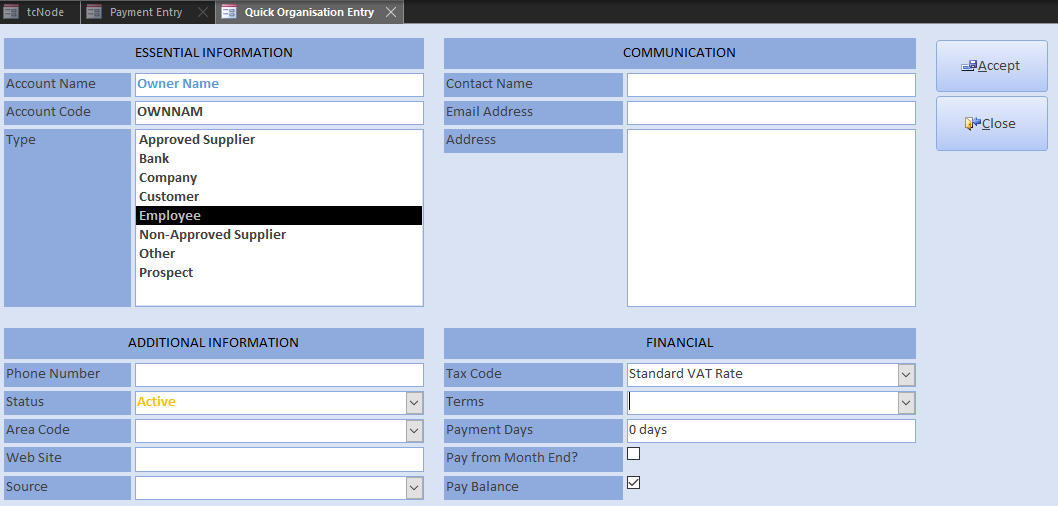 tcNode
Payment Entry
Quick Organisation Entry
ESSENTIAL INFORMATION
Account Name
Owner Name
Account Code
OWNNAM
Type
Approved Supplier
Bank
Company
Customer
Employee
Non-Approved Supplier
Other
Prospect
COMMUNICATION
Contact Name
Email Address
Address
Accept
Close
ADDITIONAL INFORMATION
Phone Number
Status
Active
Area Code
Web Site
Source
FINANCIAL
Tax Code
Standard VAT Rate
Terms
Payment Days
0 days
Pay from Month End?
Pay Balance